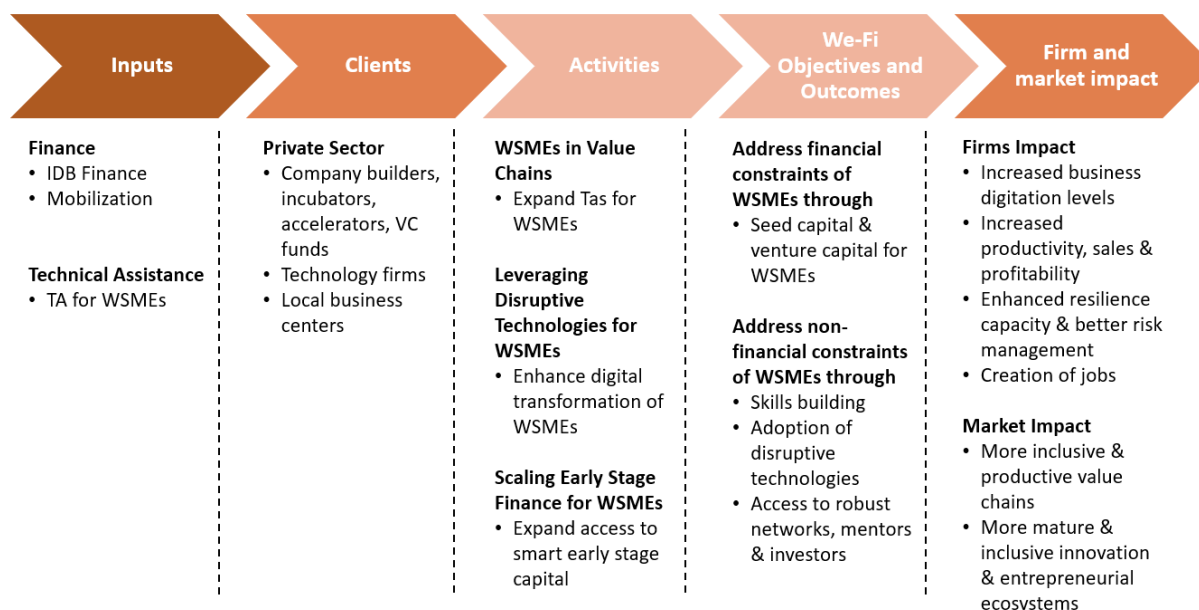 Inputs
Clients
Activities
We-Fi
Objectives and
Outcomes
Firm and
market impact
Finance
• IDB Finance
• Mobilization
Technical Assistance
• TA for WSMEs
Private Sector
• Company builders,
incubators,
accelerators, VC
funds
• Technology firms
• Local business
centers
WSMEs in Value
Chains
• Expand Tas for
WSMEs
Leveraging
Disruptive
Technologies for
WSMEs
• Enhance digital
transformation of
WSMEs
Scaling Early Stage
Finance for WSMEs
• Expand access to
smart early stage
capital
Address financial
constraints of
WSMEs through
• Seed capital &
venture capital for
WSMEs
Address non-
financial constraints
of WSMEs through
• Skills building
• Adoption of
disruptive
technologies
• Access to robust
networks, mentors
& investors
Firms Impact
• Increased business
digitation levels
• Increased
productivity, sales &
profitability
• Enhanced resilience
capacity & better risk
management
• Creation of jobs
Market Impact
• More inclusive &
productive value
chains
• More mature &
inclusive innovation
& entrepreneurial
ecosystems